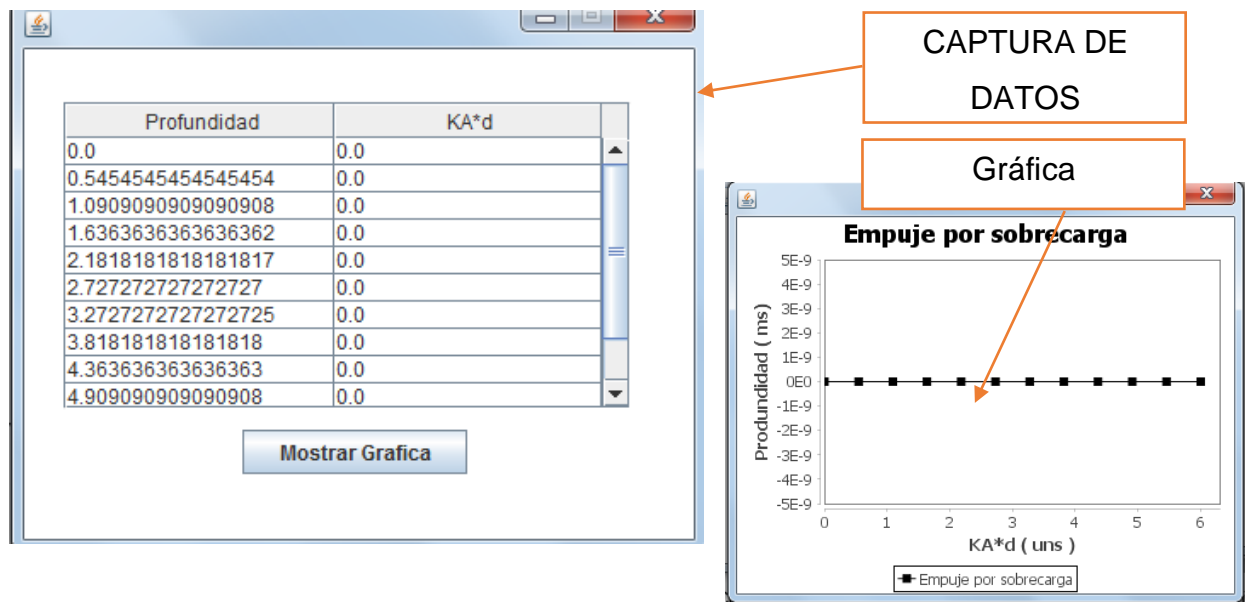 CAPTURA DE
DATOS
Profundidad KA*d
0.0 0.0
0.5454545454545454 0.0
1.0909090909090908 0.0
1.6363636363636362 0.0
2.1818181818181817 0.0
2.727272727272727 0.0
3.2727272727272725 0.0
3.818181818181818 0.0
4.363636363636363 0.0
4.909090909090908 0.0
Mostrar Grafica
Gráfica
Empuje por sobrecarga
Produndidad ( ms)
5E-9
4E-9
3E-9
2E-9
1E-9
0E0
-1E-9
-2E-9
-3E-9
-4E-9
-5E-9
0 1 2 3 4 5 6
KA*d ( uns )
Empuje por sobrecarga